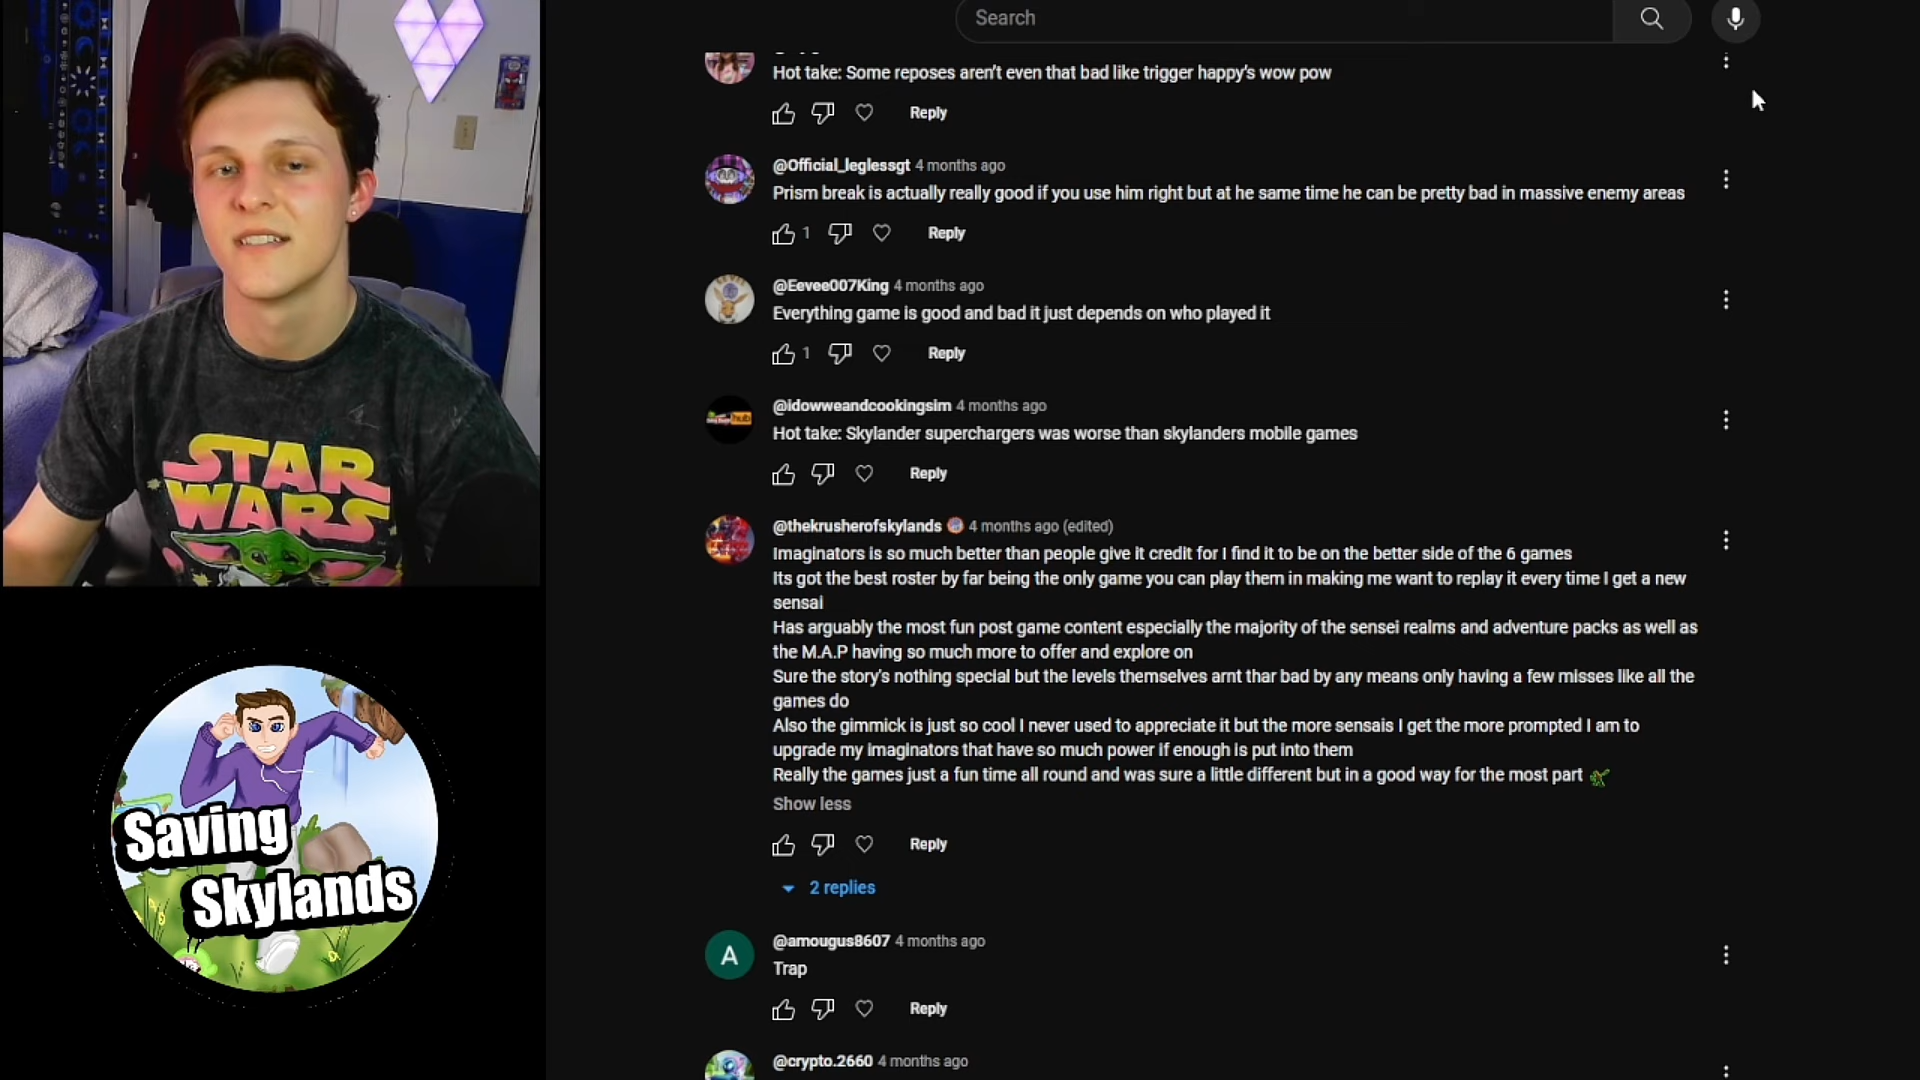 Search
Hot take: Some reposes aren't even that bad like trigger happy's wow pow
Reply
@Official_leglessgt 4 months ago
Prism break is actually really good if you use him right but at he same time he can be pretty bad in massive enemy areas
1 Reply
@Eevee007King 4 months ago
Everything game is good and bad it just depends on who played it
1 Reply
@idowweandcookingsim 4 months ago
Hot take: Skylander superchargers was worse than skylanders mobile games
Reply
@thekrusherofskylands 4 months ago (edited)
Imaginators is so much better than people give it credit for I find it to be on the better side of the 6 games
Its got the best roster by far being the only game you can play them in making me want to replay it every time I get a new
sensai
Has arguably the most fun post game content especially the majority of the sensei realms and adventure packs as well as
the M.A.P having so much more to offer and explore on
Sure the story's nothing special but the levels themselves arnt thar bad by any means only having a few misses like all the
games do
Also the gimmick is just so cool I never used to appreciate it but the more sensais I get the more prompted I am to
upgrade my imaginators that have so much power if enough is put into them
Really the games just a fun time all round and was sure a little different but in a good way for the most part
Show less
Reply
2 replies
A
@amougus8607 4 months ago
Trap
Reply
@crypto.2660 4 months ago
STAR
WARS
Saving
Skylands